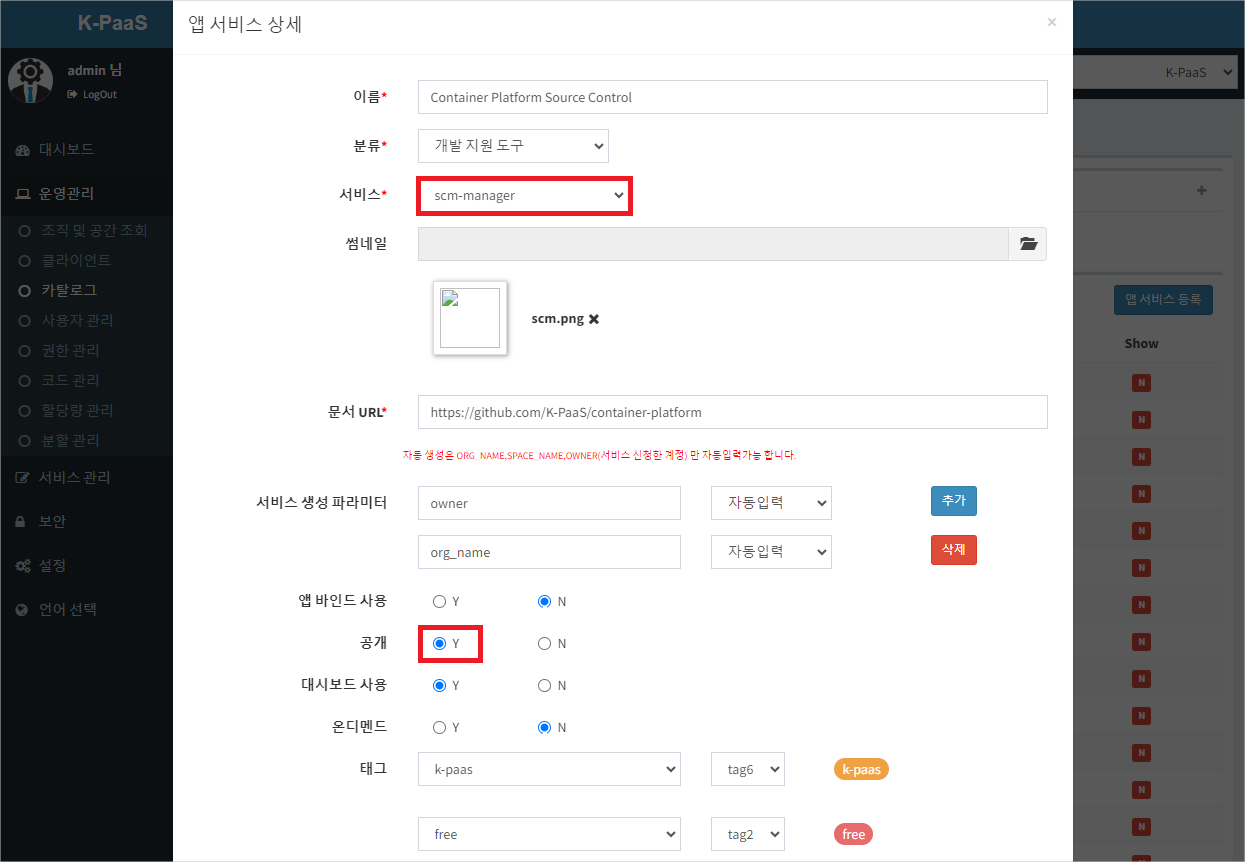 K-PaaS
앱 서비스 상세
×
admin 님
LogOut
K-PaaS
대시보드
운영관리
조직 및 공간 조회
클라이언트
카탈로그
사용자 관리
권한 관리
코드 관리
할당량 관리
분할 관리
서비스 관리
보안
설정
언어 선택
이름*
Container Platform Source Control
분류*
개발 지원 도구
서비스*
scm-manager
썸네일
scm.png
문서 URL*
https://github.com/K-PaaS/container-platform
자동 생성은 ORG_NAME,SPACE_NAME,OWNER(서비스 신청한 계정) 만 자동입력가능 합니다.
서비스 생성 파라미터
owner
자동입력
추가
org_name
자동입력
삭제
앱 바인드 사용
Y
N
공개
Y
N
대시보드 사용
Y
N
온디멘드
Y
N
태그
k-paas
tag6
k-paas
free
tag2
free
앱 서비스 등록
Show
N
N
N
N
N
N
N
N
N
N
N
N
N